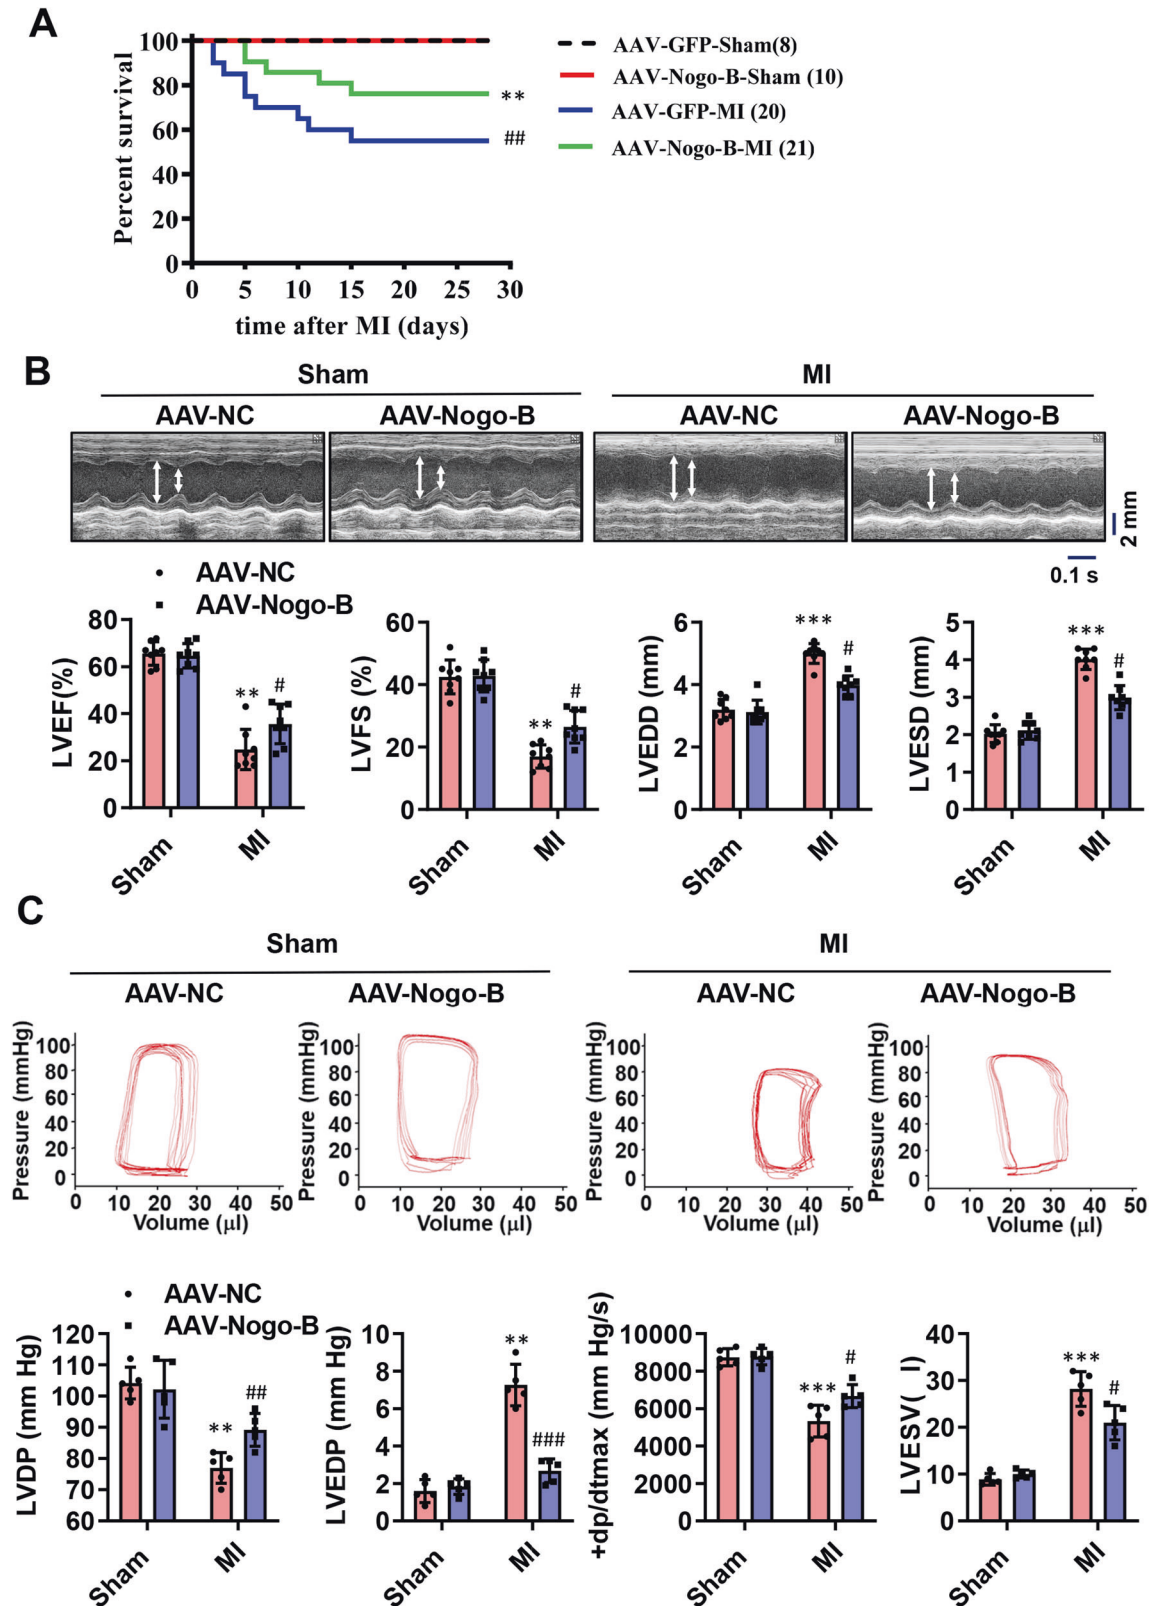 A
100
80
60
40
20
0
Percent survival
0 5 10 15 20 25 30
time after MI (days)
**
##
AAV-GFP-Sham(8)
AAV-Nogo-B-Sham (10)
AAV-GFP-MI (20)
AAV-Nogo-B-MI (21)
B
Sham MI
AAV-NC AAV-Nogo-B AAV-NC AAV-Nogo-B
2 mm
0.1 s
AAV-NC
AAV-Nogo-B
LVEF(%)
80
60
40
20
0
** #
Sham MI
LVFS (%)
60
40
20
0
** #
Sham MI
LVEDD (mm)
6
4
2
0
*** #
Sham MI
LVESD (mm)
5
4
3
2
1
0
*** #
Sham MI
C
Sham MI
AAV-NC AAV-Nogo-B AAV-NC AAV-Nogo-B
Pressure (mmHg)
100
80
60
40
20
0
0 10 20 30 40 50
Volume (μl)
Pressure (mmHg)
100
80
60
40
20
0
0 10 20 30 40 50
Volume (μl)
Pressure (mmHg)
100
80
60
40
20
0
0 10 20 30 40 50
Volume (μl)
Pressure (mmHg)
100
80
60
40
20
0
0 10 20 30 40 50
Volume (μl)
AAV-NC
AAV-Nogo-B
LVDP (mm Hg)
120
110
100
90
80
70
60
** ##
Sham MI
LVEDP (mm Hg)
10
8
6
4
2
0
** ###
Sham MI
+dp/dtmax (mm Hg/s)
10000
8000
6000
4000
2000
0
*** #
Sham MI
LVESV( l)
40
30
20
10
0
*** #
Sham MI